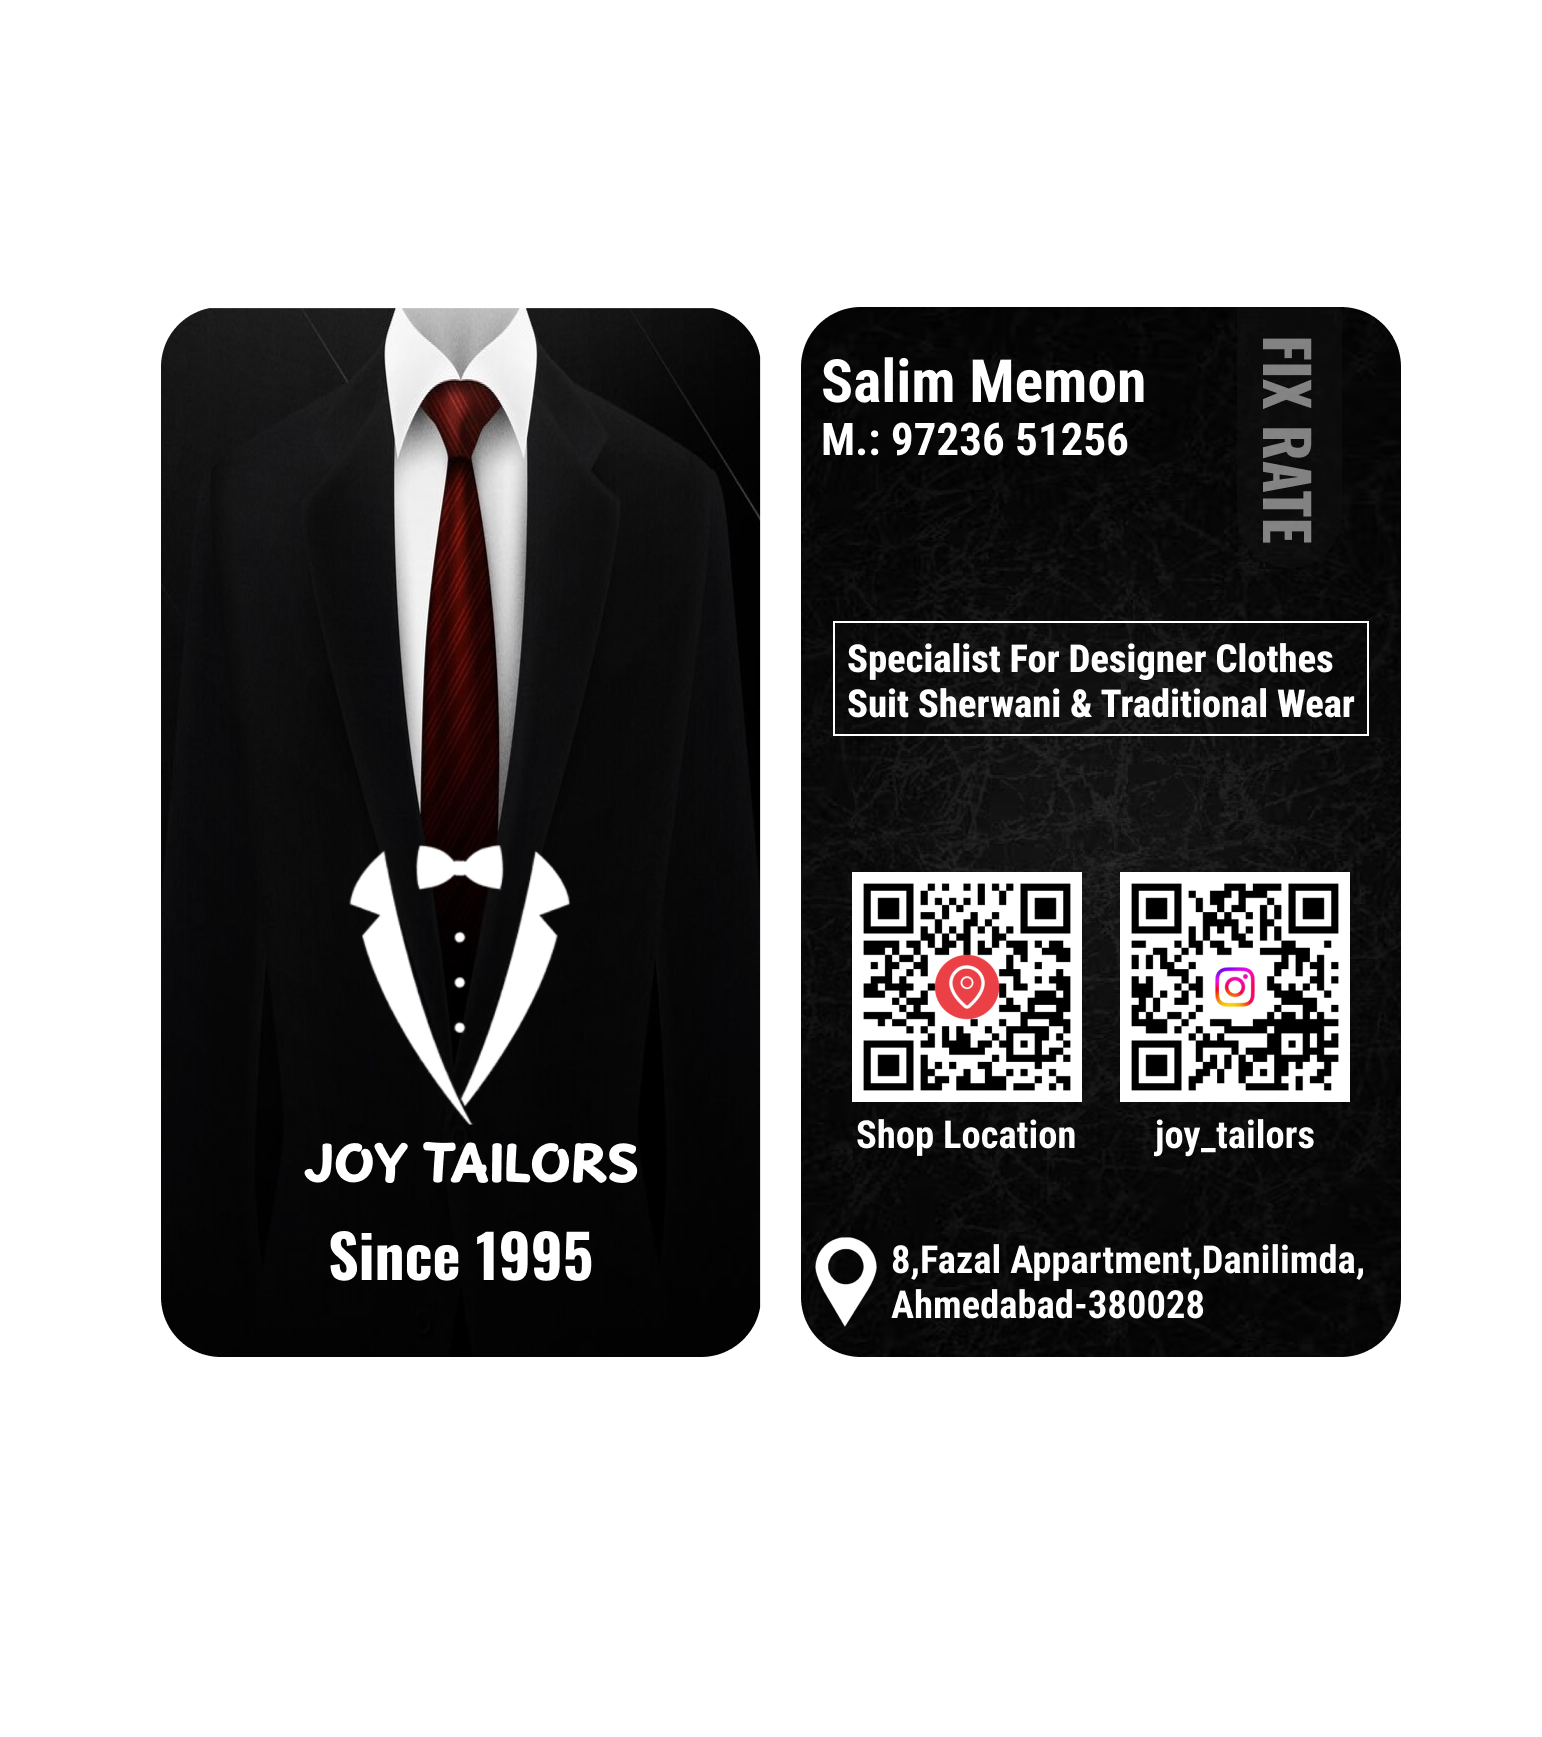 JOY TAILORS
Since 1995
Salim Memon
M.: 97236 51256
FIX RATE
Specialist For Designer Clothes
Suit Sherwani & Traditional Wear
Shop Location
joy_tailors
8,Fazal Appartment,Danilimda,
Ahmedabad-380028